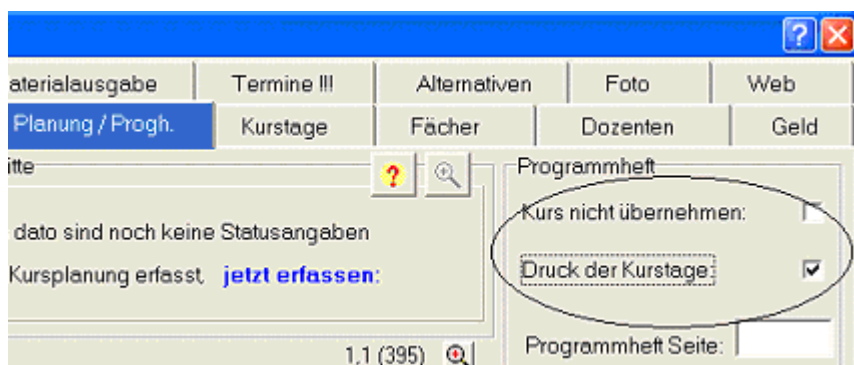 aterialausgabe Termine !!! Alternativen Foto Web
Planung / Progh. Kurstage Fächer Dozenten Geld
itte Programmheft
Kurs nicht übernehmen:
dato sind noch keine Statusangaben
Kursplanung erfasst, jetzt erfassen: Druck der Kurstage:
1,1 (395) Programmheft Seite: